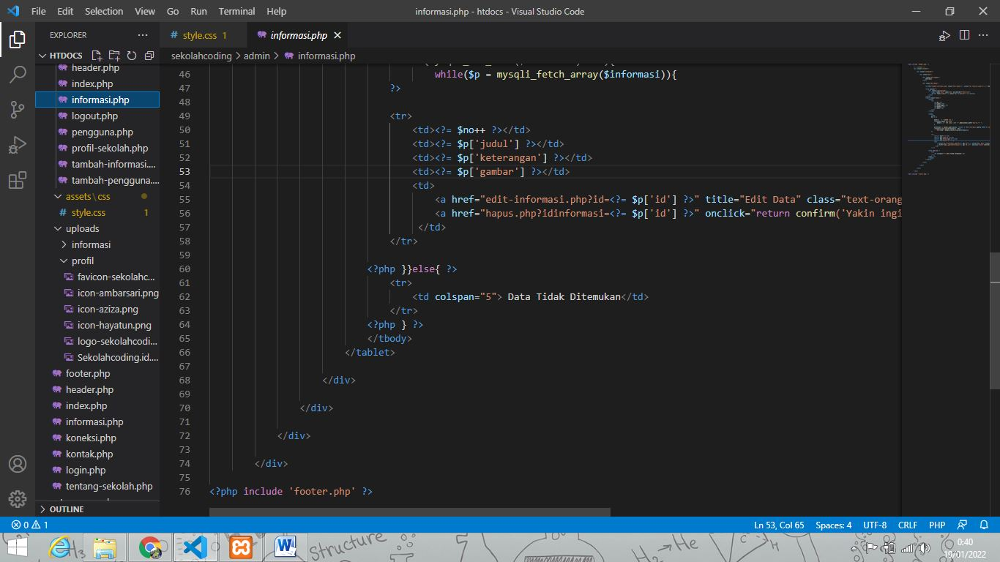 File Edit Selection View Go Run Terminal Help informasi.php - htdocs - Visual Studio Code
EXPLORER
style.css 1
informasi.php
HTDOCS
sekolahcoding > admin > informasi.php
header.php
index.php
informasi.php
logout.php
pengguna.php
profil-sekolah.php
tambah-informasi....
tambah-pengguna....
assets\css
# style.css 1
uploads
informasi
profil
favicon-sekolahc...
icon-ambarsari.png
icon-aziza.png
icon-hayatun.png
logo-sekolahcodi...
Sekolahcoding.id....
footer.php
header.php
index.php
informasi.php
koneksi.php
kontak.php
login.php
tentang-sekolah.php
OUTLINE
46 while($p = mysqli_fetch_array($informasi)){
47 ?>
48
49 <tr>
50 <td><?= $no++ ?></td>
51 <td><?= $p['judul'] ?></td>
52 <td><?= $p['keterangan'] ?></td>
53 <td><?= $p['gambar'] ?></td>
54 <td>
55 <a href="edit-informasi.php?id=<?= $p['id'] ?>" title="Edit Data" class="text-orang
56 <a href="hapus.php?idinformasi=<?= $p['id'] ?>" onclick="return confirm('Yakin ingi
57 </td>
58 </tr>
59
60 <?php }}else{ ?>
61 <tr>
62 <td colspan="5"> Data Tidak Ditemukan</td>
63 </tr>
64 <?php } ?>
65 </tbody>
66 </tablet>
67
68 </div>
69
70 </div>
71
72 </div>
73
74 </div>
75
76 <?php include 'footer.php' ?>
0 1 Ln 53, Col 65 Spaces: 4 UTF-8 CRLF PHP
Structure
H3
H2 → He
0:40
19/01/2022